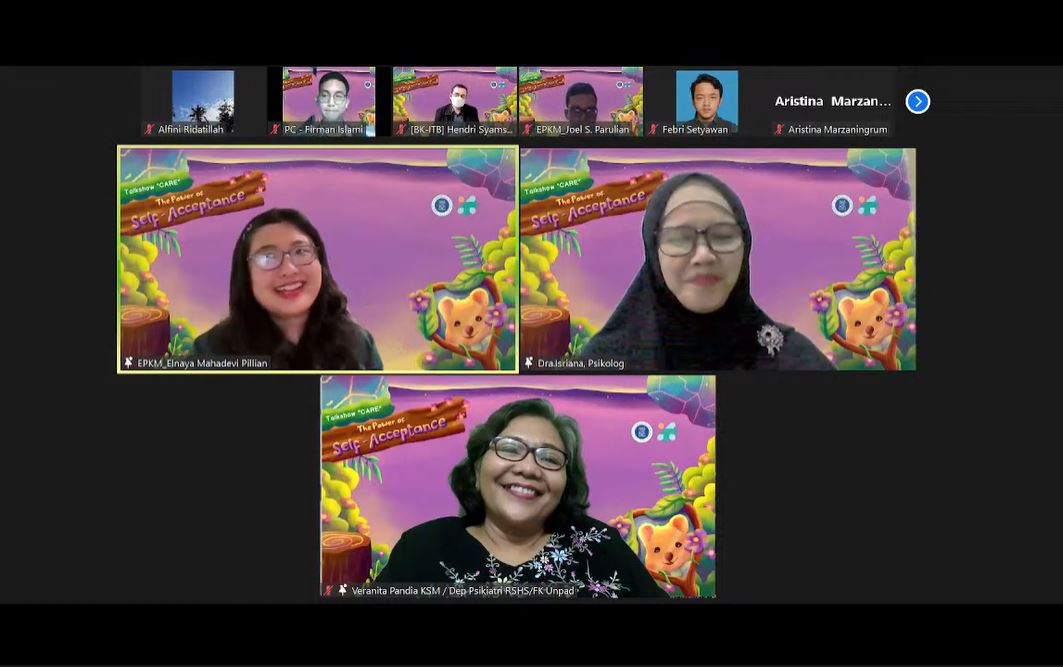 Alfini Ridatillah
PC - Firman Islami
[BK-ITB] Hendri Syams...
EPKM_Joel S. Parulian
Febri Setyawan
Aristina Marzan...
Aristina Marzaningrum
Talkshow "CARE"
The Power of
Self-Acceptance
EPKM_Elnaya Mahadevi Pillian
Talkshow "CARE"
The Power of
Self-Acceptance
Dra.Isriana, Psikolog
Talkshow "CARE"
The Power of
Self-Acceptance
Veranita Pandia KSM / Dep Psikiatri RSHS/FK Unpad